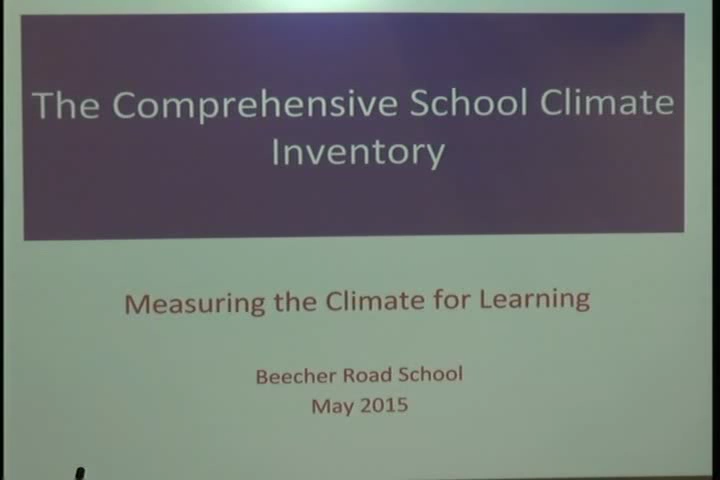 The Comprehensive School Climate
Inventory
Measuring the Climate for Learning
Beecher Road School
May 2015